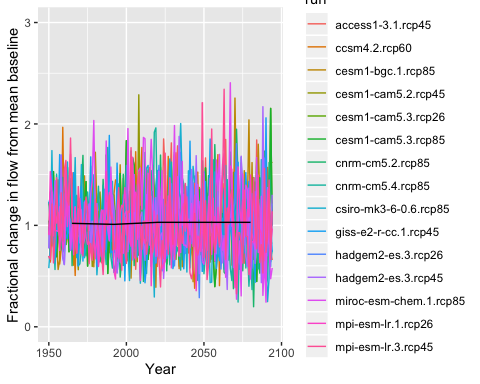 run
access1-3.1.rcp45
ccsm4.2.rcp60
cesm1-bgc.1.rcp85
cesm1-cam5.2.rcp45
cesm1-cam5.3.rcp26
cesm1-cam5.3.rcp85
cnrm-cm5.2.rcp85
cnrm-cm5.4.rcp85
csiro-mk3-6-0.6.rcp85
giss-e2-r-cc.1.rcp45
hadgem2-es.3.rcp26
hadgem2-es.3.rcp45
miroc-esm-chem.1.rcp85
mpi-esm-lr.1.rcp26
mpi-esm-lr.3.rcp45
Fractional change in flow from mean baseline
3
2
1
0
1950
2000
2050
2100
Year